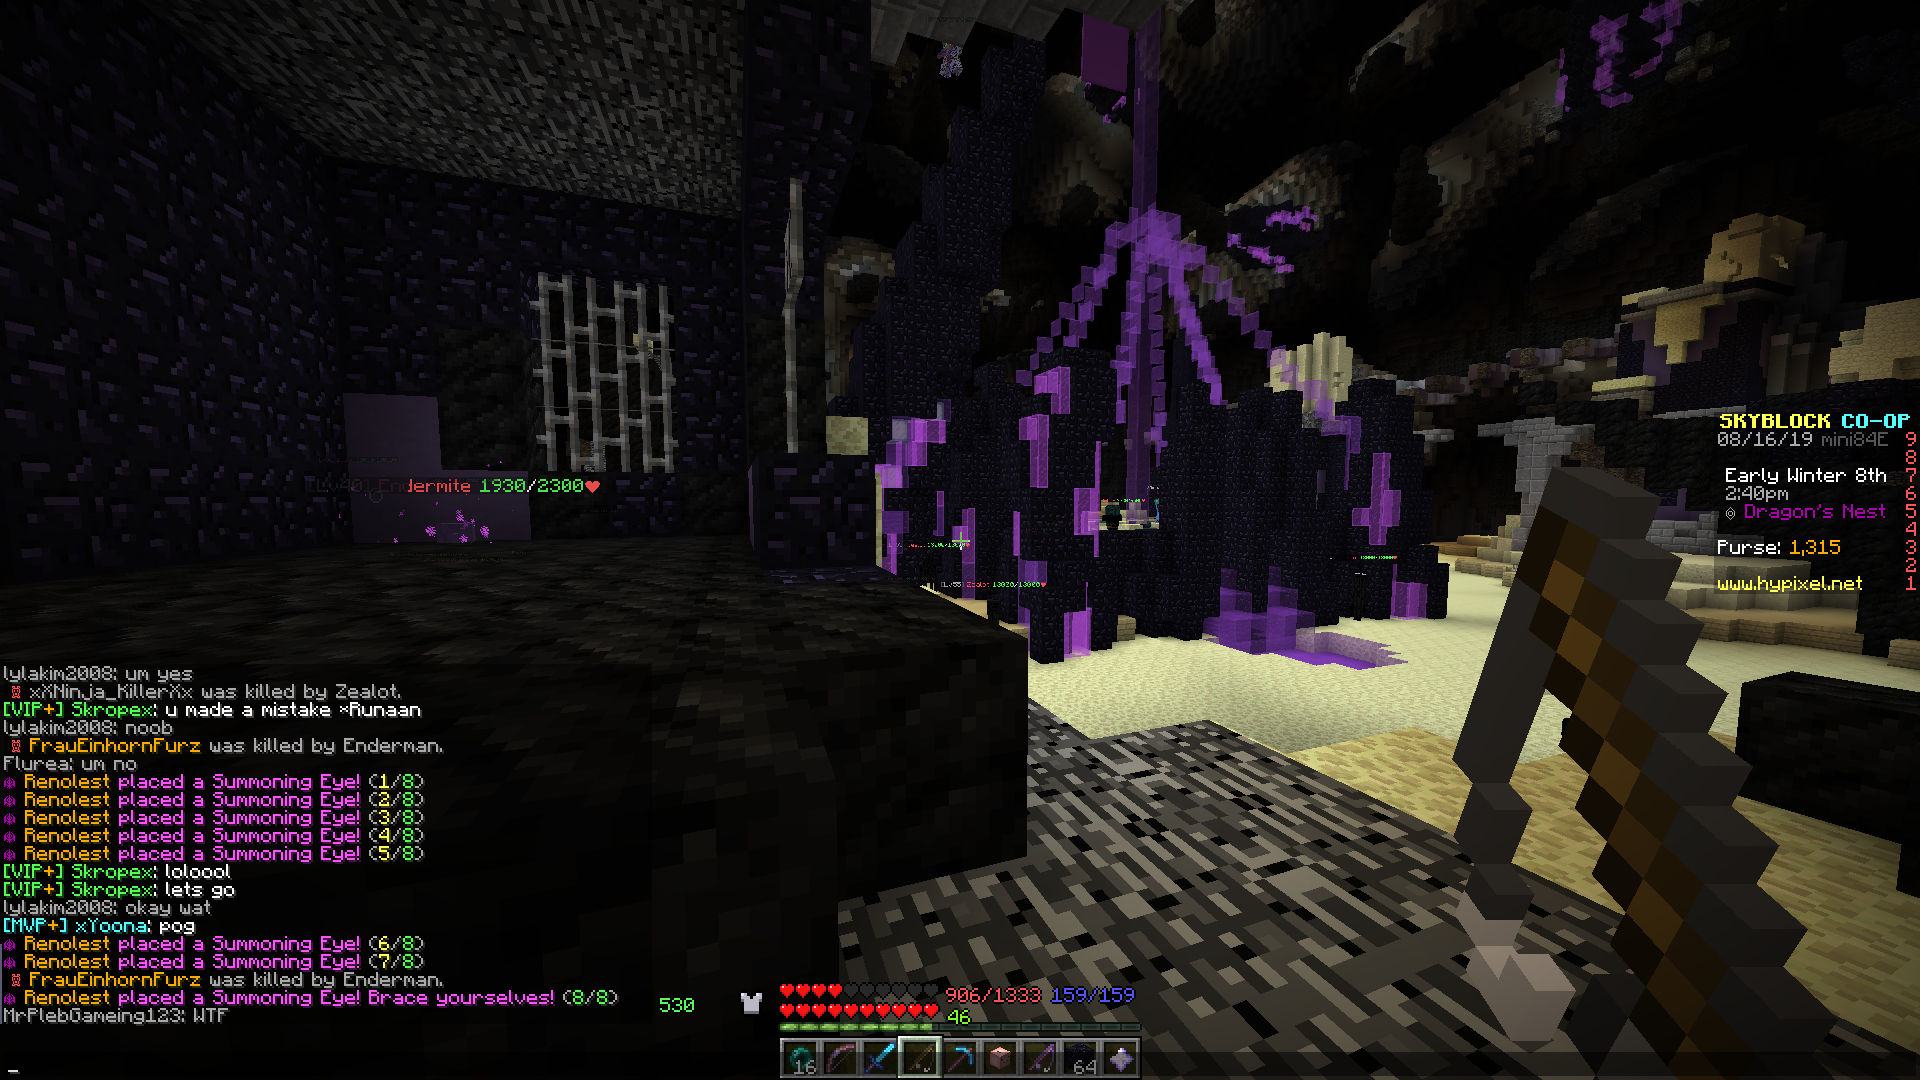 Endermite 1930/2300❤
[Lv55] Zealot 13020/13000❤
SKYBLOCK CO-OP
08/16/19 mini84E 9
8
Early Winter 8th 7
2:40pm 6
Dragon's Nest 5
4
Purse: 1,315 3
2
www.hypixel.net 1
lylakim2008: um yes
xXNinja_KillerXx was killed by Zealot.
[VIP+] Skropex: u made a mistake *Runaan
lylakim2008: noob
FrauEinhornFurz was killed by Enderman.
Flurea: um no
Renolest placed a Summoning Eye! (1/8)
Renolest placed a Summoning Eye! (2/8)
Renolest placed a Summoning Eye! (3/8)
Renolest placed a Summoning Eye! (4/8)
Renolest placed a Summoning Eye! (5/8)
[VIP+] Skropex: loloool
[VIP+] Skropex: lets go
lylakim2008: okay wat
[MVP+] xYoona: pog
Renolest placed a Summoning Eye! (6/8)
Renolest placed a Summoning Eye! (7/8)
FrauEinhornFurz was killed by Enderman.
Renolest placed a Summoning Eye! Brace yourselves! (8/8)
MrPlebGameing123: WTF
530
906/1333 159/159
46
16
64
_